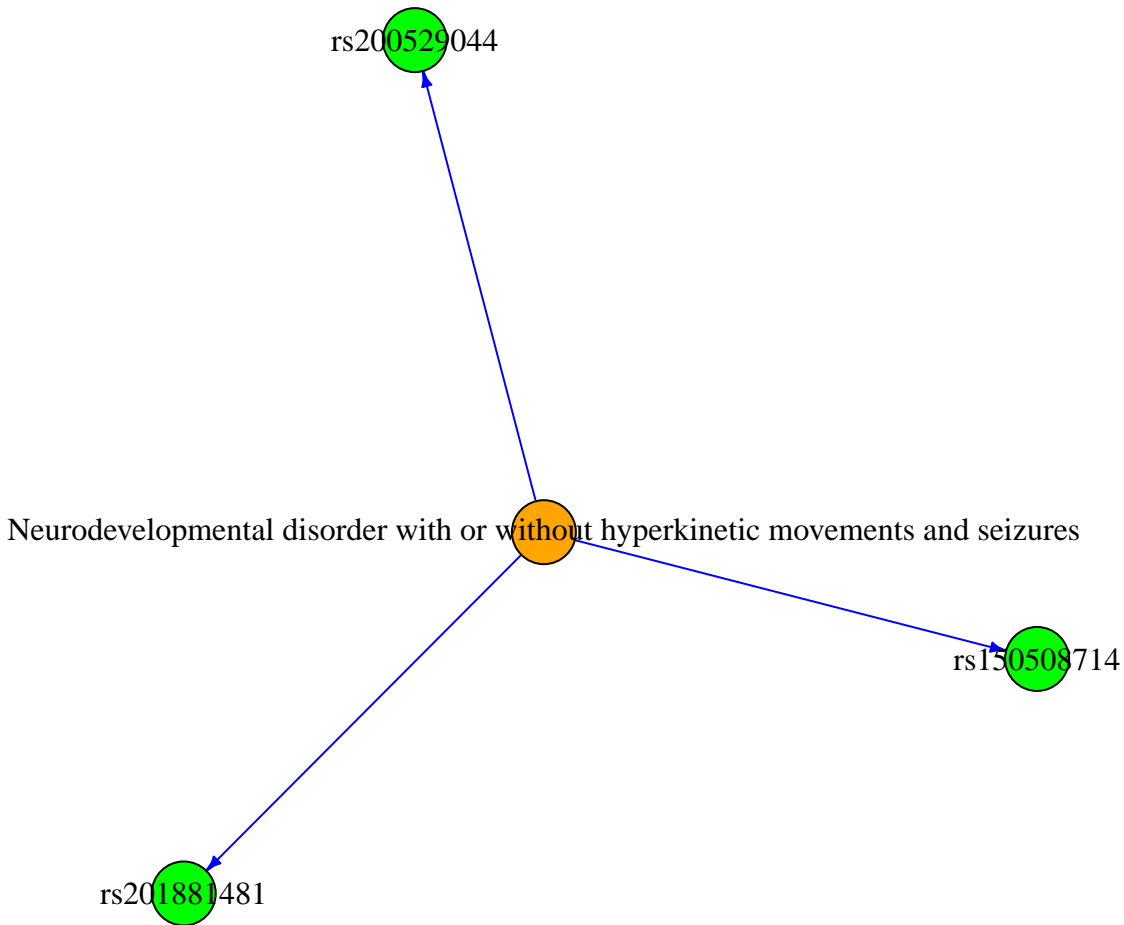 rs200529044
Neurodevelopmental disorder with or without hyperkinetic movements and seizures
rs150508714
rs201881481